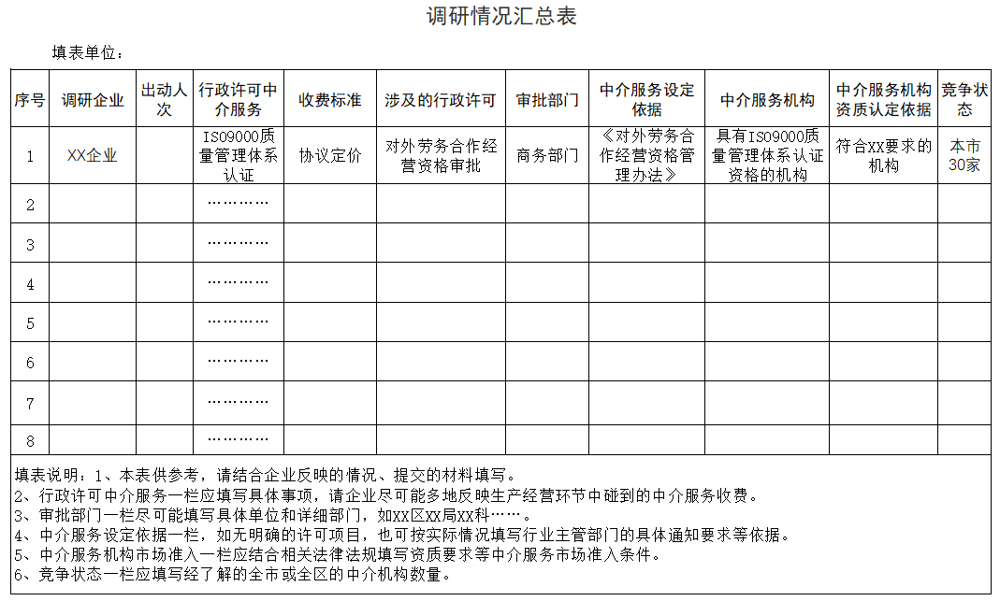 调研情况汇总表
填表单位：
序号 调研企业 出动人次 行政许可中介服务 收费标准 涉及的行政许可 审批部门 中介服务设定依据 中介服务机构 中介服务机构资质认定依据 竞争状态
1 XX企业 ISO9000质量管理体系认证 协议定价 对外劳务合作经营资格审批 商务部门 《对外劳务合作经营资格管理办法》 具有ISO9000质量管理体系认证资格的机构 符合XX要求的机构 本市30家
2 …………
3 …………
4 …………
5 …………
6 …………
7 …………
8 …………
填表说明：1、本表供参考，请结合企业反映的情况、提交的材料填写。
2、行政许可中介服务一栏应填写具体事项，请企业尽可能多地反映生产经营环节中碰到的中介服务收费。
3、审批部门一栏尽可能填写具体单位和详细部门，如XX区XX局XX科……。
4、中介服务设定依据一栏，如无明确的许可项目，也可按实际情况填写行业主管部门的具体通知要求等依据。
5、中介服务机构市场准入一栏应结合相关法律法规填写资质要求等中介服务市场准入条件。
6、竞争状态一栏应填写经了解的全市或全区的中介机构数量。